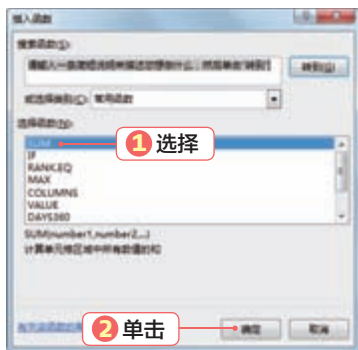 插入函数
搜索函数(S):
请输入一条简短说明来描述您想做什么，然后单击"转到"
转到(G)
或选择类别(C): 常用函数
选择函数(N):
SUM
1 选择
IF
RANK.EQ
MAX
COLUMNS
VALUE
DAYS360
SUM(number1,number2,...)
计算单元格区域中所有数值的和
有关该函数的
2 单击
确定
取消